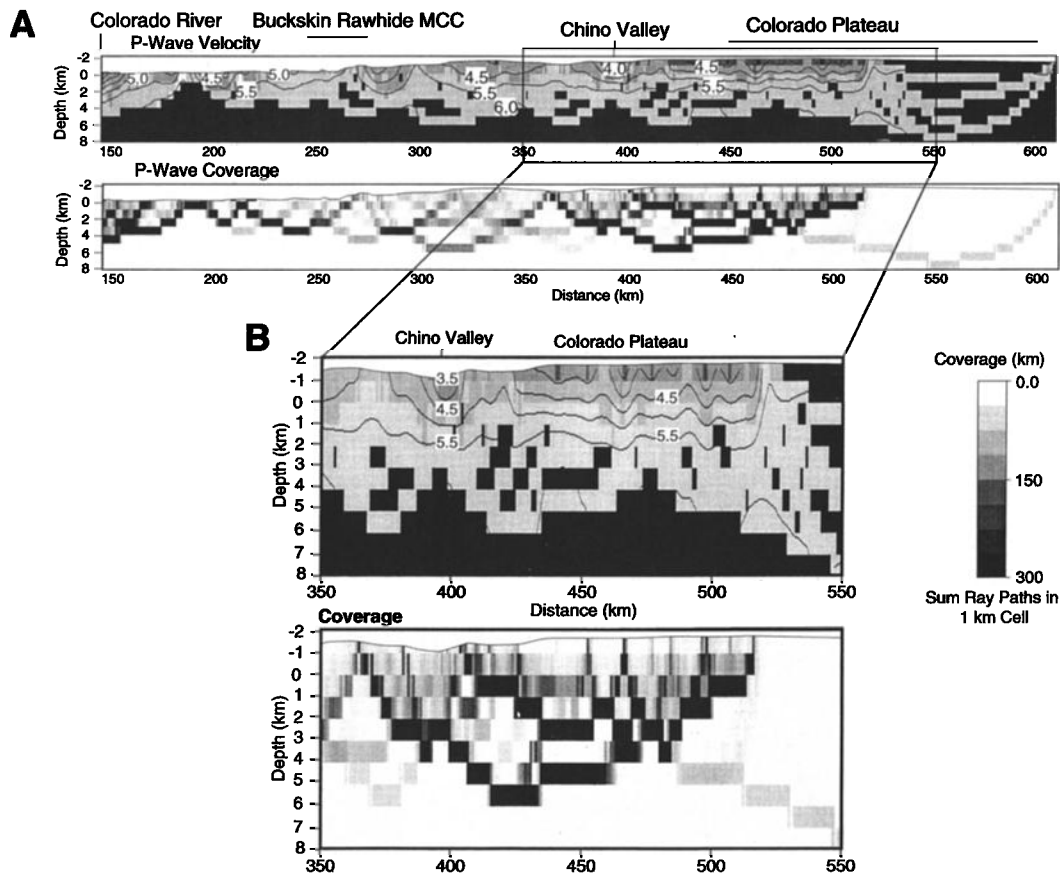 A
Colorado River
Buckskin Rawhide MCC
Chino Valley
Colorado Plateau
P-Wave Velocity
-2
0
2
4
6
8
Depth (km)
5.0
4.5
5.5
5.0
4.5
5.5
6.0
4.0
4.5
5.5
150 200 250 300 350 400 450 500 550 600
P-Wave Coverage
-2
0
2
4
6
8
Depth (km)
150 200 250 300 350 400 450 500 550 600
Distance (km)
B
Chino Valley
Colorado Plateau
-2
-1
0
1
2
3
4
5
6
7
8
Depth (km)
3.5
4.5
5.5
4.5
5.5
350 400 450 500 550
Distance (km)
Coverage (km)
0.0
150
300
Sum Ray Paths in
1 km Cell
Coverage
-2
-1
0
1
2
3
4
5
6
7
8
Depth (km)
350 400 450 500 550